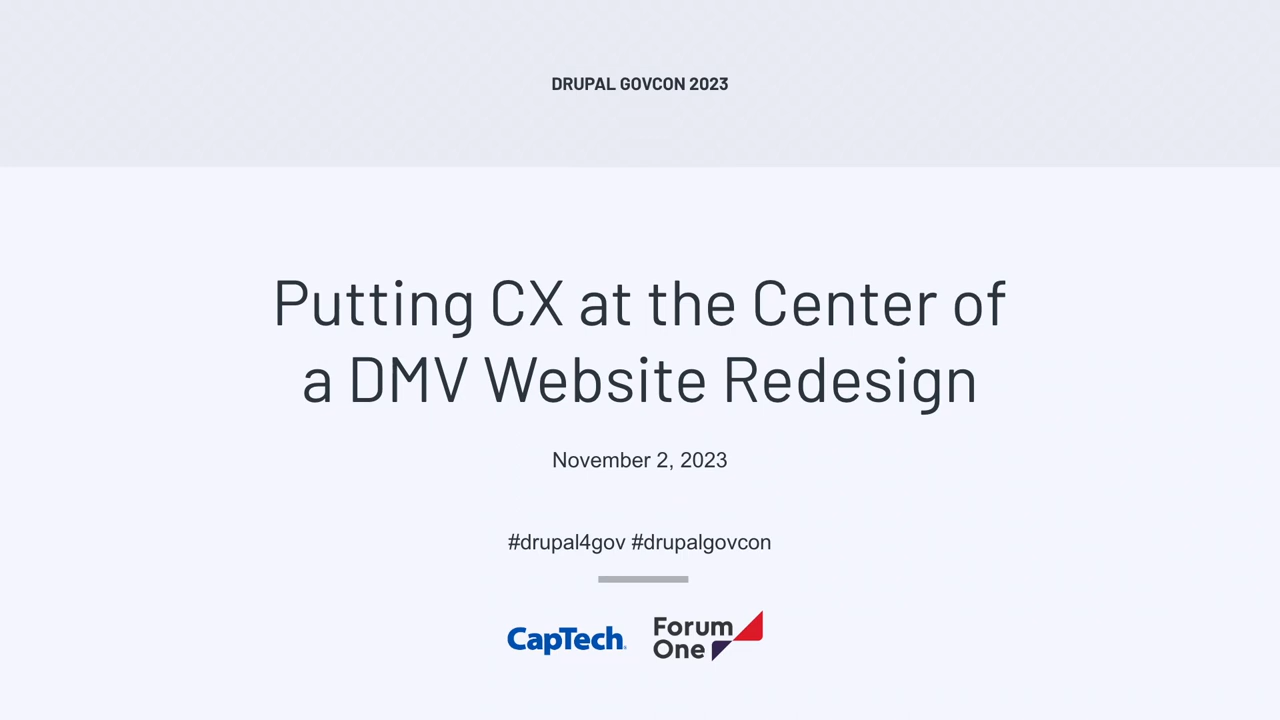 DRUPAL GOVCON 2023
Putting CX at the Center of
a DMV Website Redesign
November 2, 2023
#drupal4gov #drupalgovcon
CapTech
Forum
One